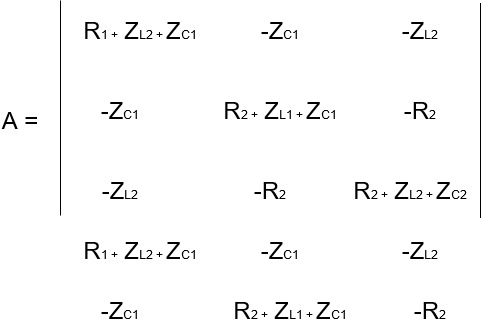 R1 + ZL2 + ZC1 -ZC1 -ZL2
A = -ZC1 R2 + ZL1 + ZC1 -R2
-ZL2 -R2 R2 + ZL2 + ZC2
R1 + ZL2 + ZC1 -ZC1 -ZL2
-ZC1 R2 + ZL1 + ZC1 -R2